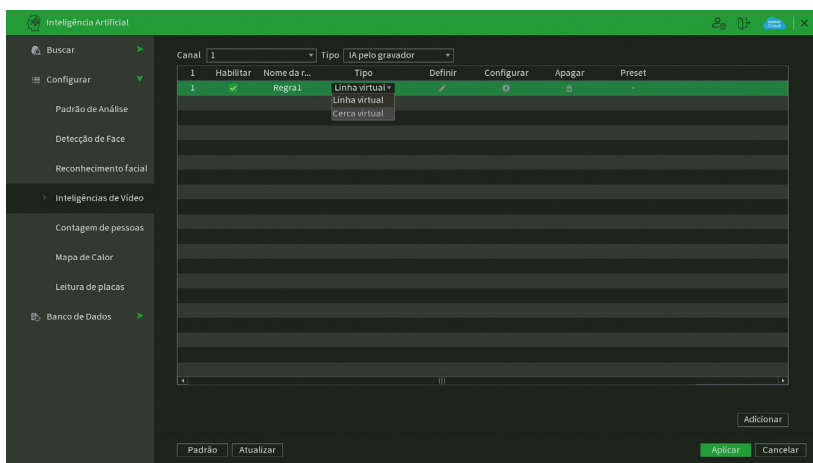 Inteligência Artificial
Buscar
Configurar
Padrão de Análise
Detecção de Face
Reconhecimento facial
Inteligências de Vídeo
Contagem de pessoas
Mapa de Calor
Leitura de placas
Banco de Dados
Canal 1 Tipo IA pelo gravador
1 Habilitar Nome da r... Tipo Definir Configurar Apagar Preset
1 Regra1 Linha virtual
Linha virtual
Cerca virtual
Adicionar
Padrão Atualizar Aplicar Cancelar